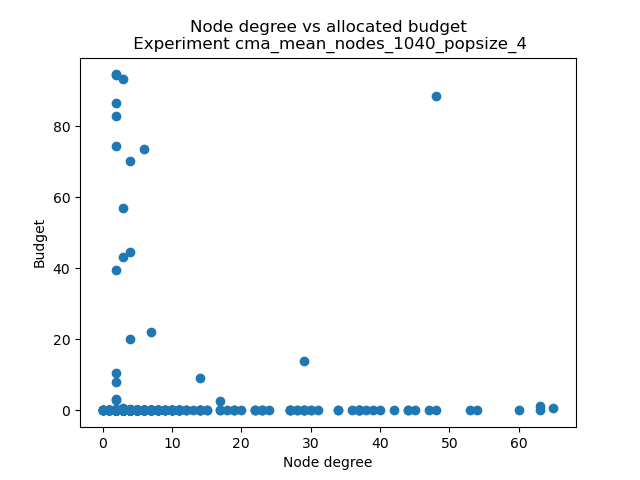 Node degree vs allocated budget
Experiment cma_mean_nodes_1040_popsize_4
80
60
40
20
0
Budget
0 10 20 30 40 50 60
Node degree